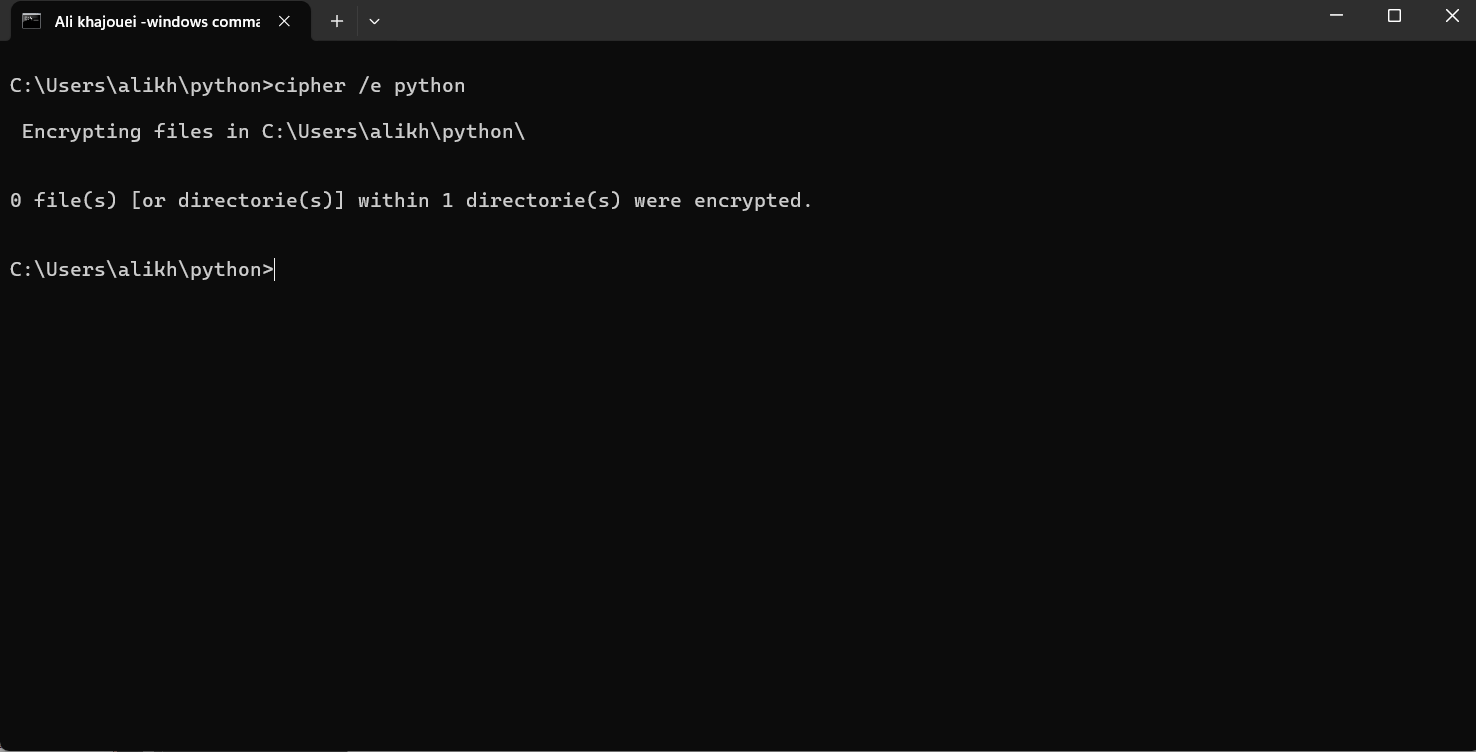 Ali khajouei -windows comma
C:\Users\alikh\python>cipher /e python
Encrypting files in C:\Users\alikh\python\
0 file(s) [or directorie(s)] within 1 directorie(s) were encrypted.
C:\Users\alikh\python>